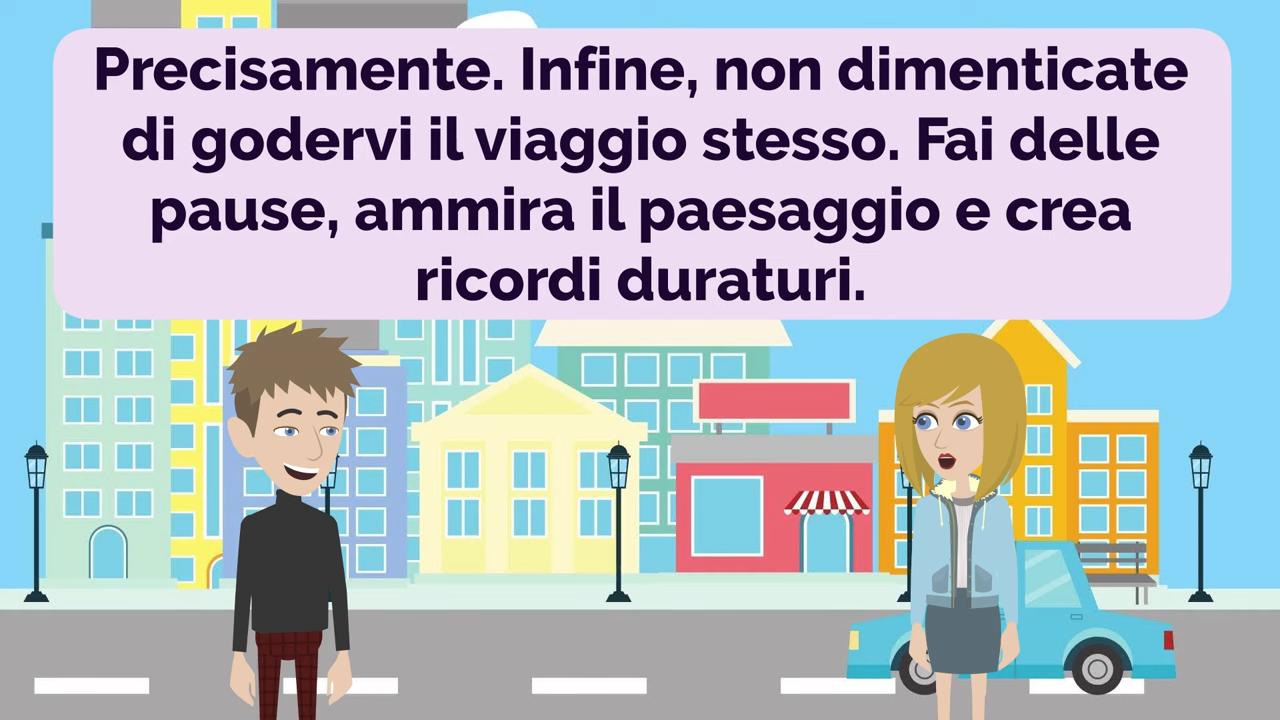 Precisamente. Infine, non dimenticate
di godervi il viaggio stesso. Fai delle
pause, ammira il paesaggio e crea
ricordi duraturi.